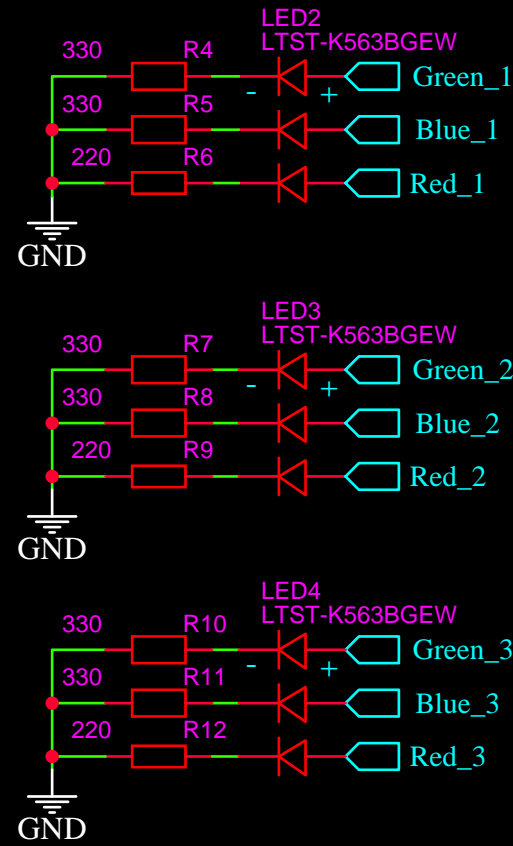 LED2
LTST-K563BGEW
330 R4 - + Green_1
330 R5 Blue_1
220 R6 Red_1
GND
LED3
LTST-K563BGEW
330 R7 - + Green_2
330 R8 Blue_2
220 R9 Red_2
GND
LED4
LTST-K563BGEW
330 R10 - + Green_3
330 R11 Blue_3
220 R12 Red_3
GND